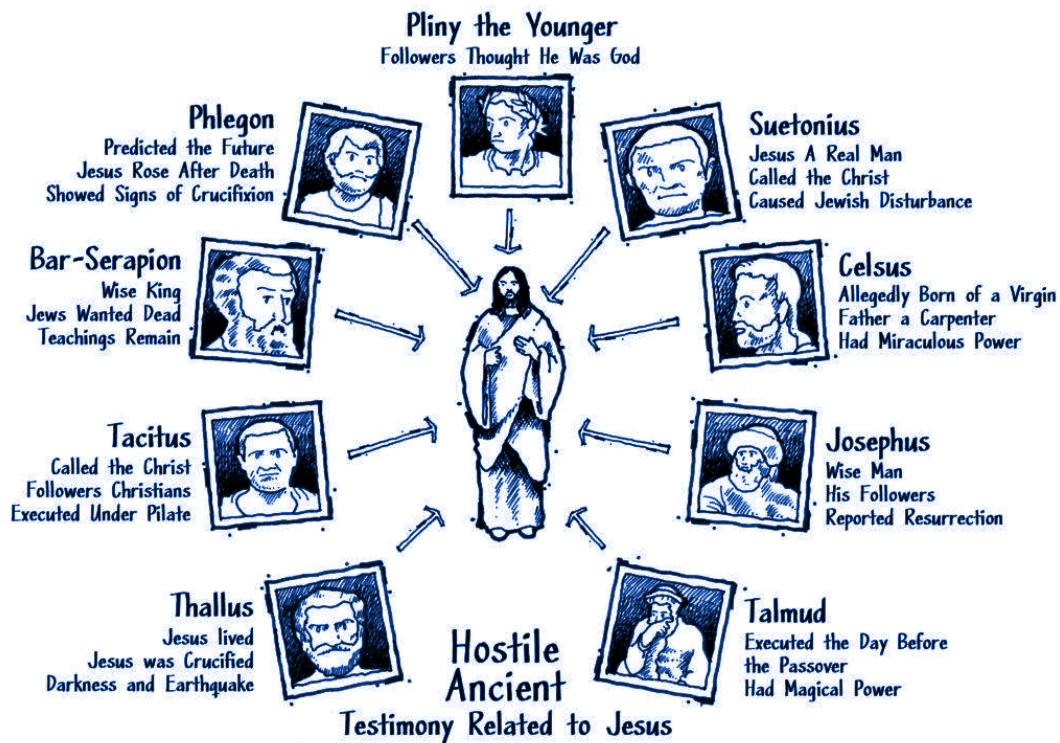 Pliny the Younger
Followers Thought He Was God
Phlegon
Predicted the Future
Jesus Rose After Death
Showed Signs of Crucifixion
Suetonius
Jesus A Real Man
Called the Christ
Caused Jewish Disturbance
Bar-Serapion
Wise King
Jews Wanted Dead
Teachings Remain
Celsus
Allegedly Born of a Virgin
Father a Carpenter
Had Miraculous Power
Tacitus
Called the Christ
Followers Christians
Executed Under Pilate
Josephus
Wise Man
His Followers
Reported Resurrection
Thallus
Jesus lived
Jesus was Crucified
Darkness and Earthquake
Talmud
Executed the Day Before
the Passover
Had Magical Power
Hostile
Ancient
Testimony Related to Jesus